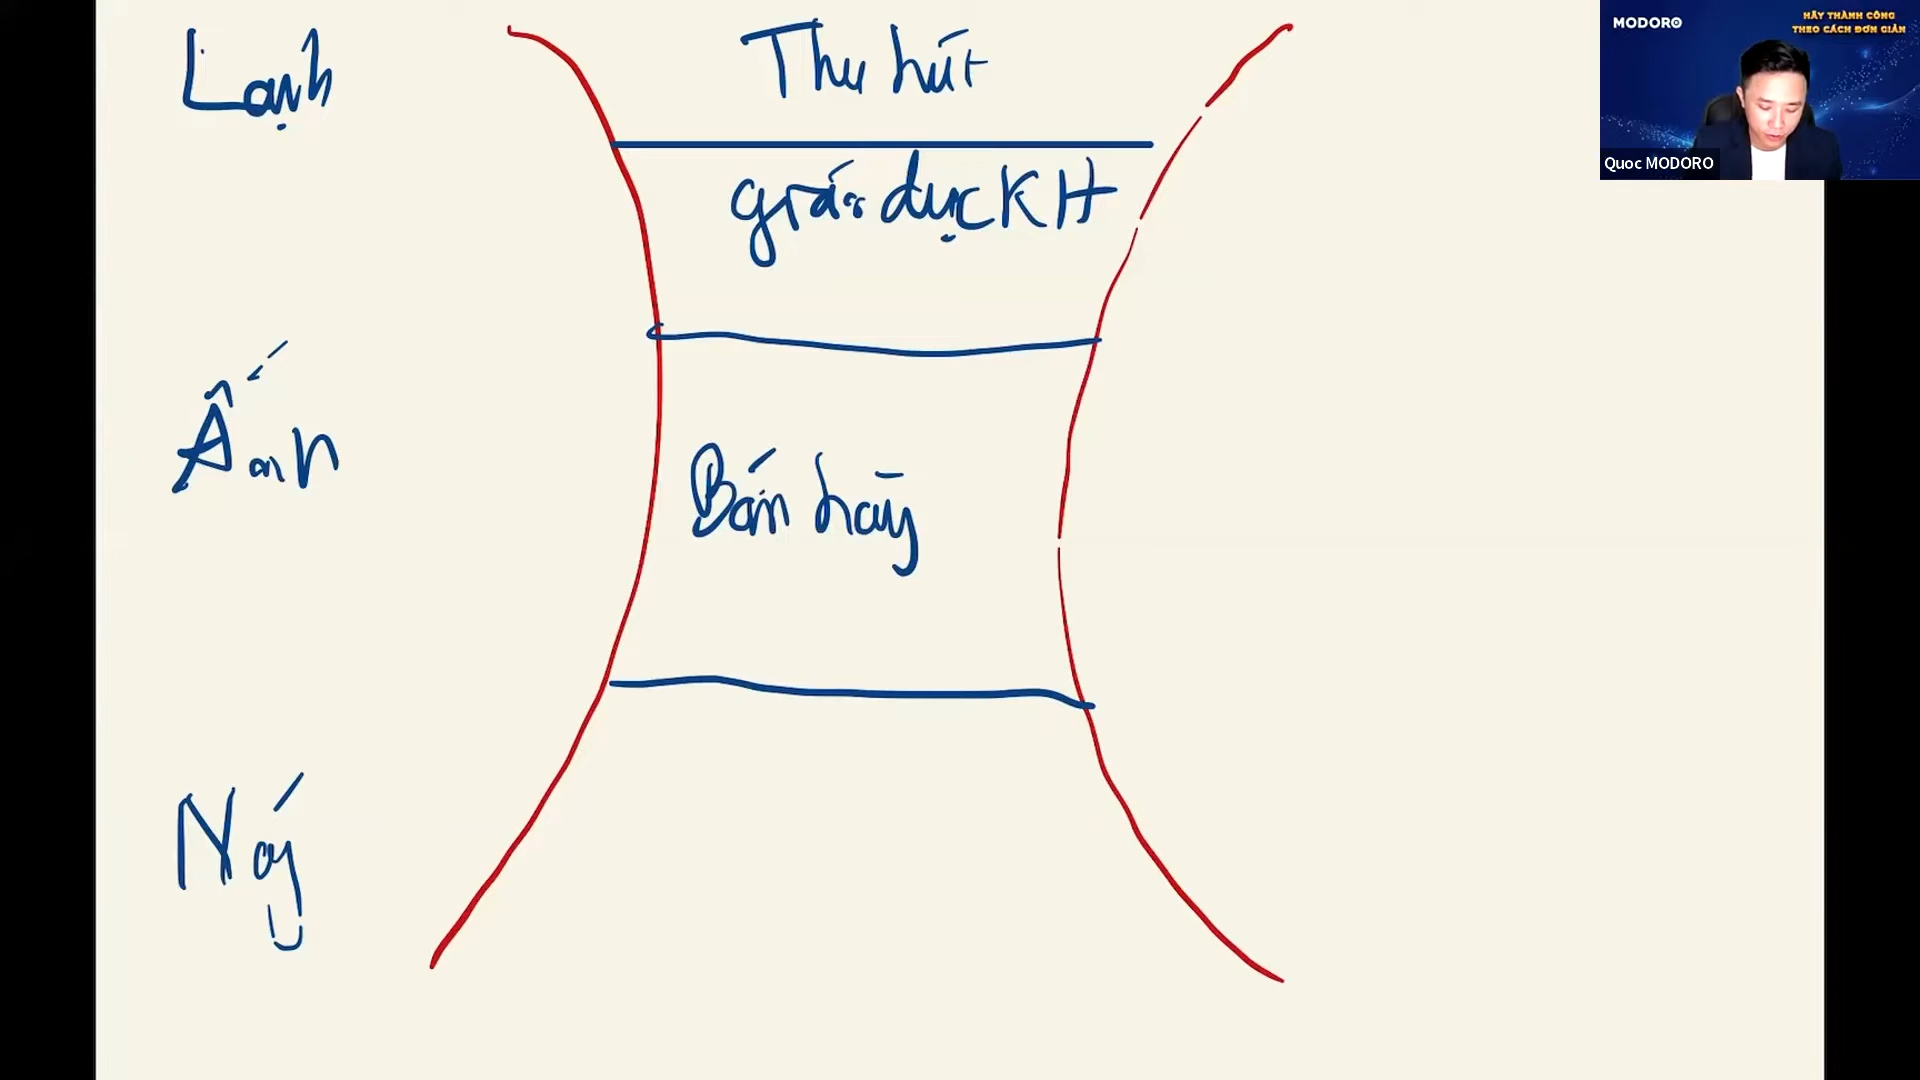 Lạnh
Thu hút
giáo dục KH
Ấm
Bán hàng
Nóng
MODORO
HÃY THÀNH CÔNG
THEO CÁCH ĐƠN GIẢN
Quoc MODORO